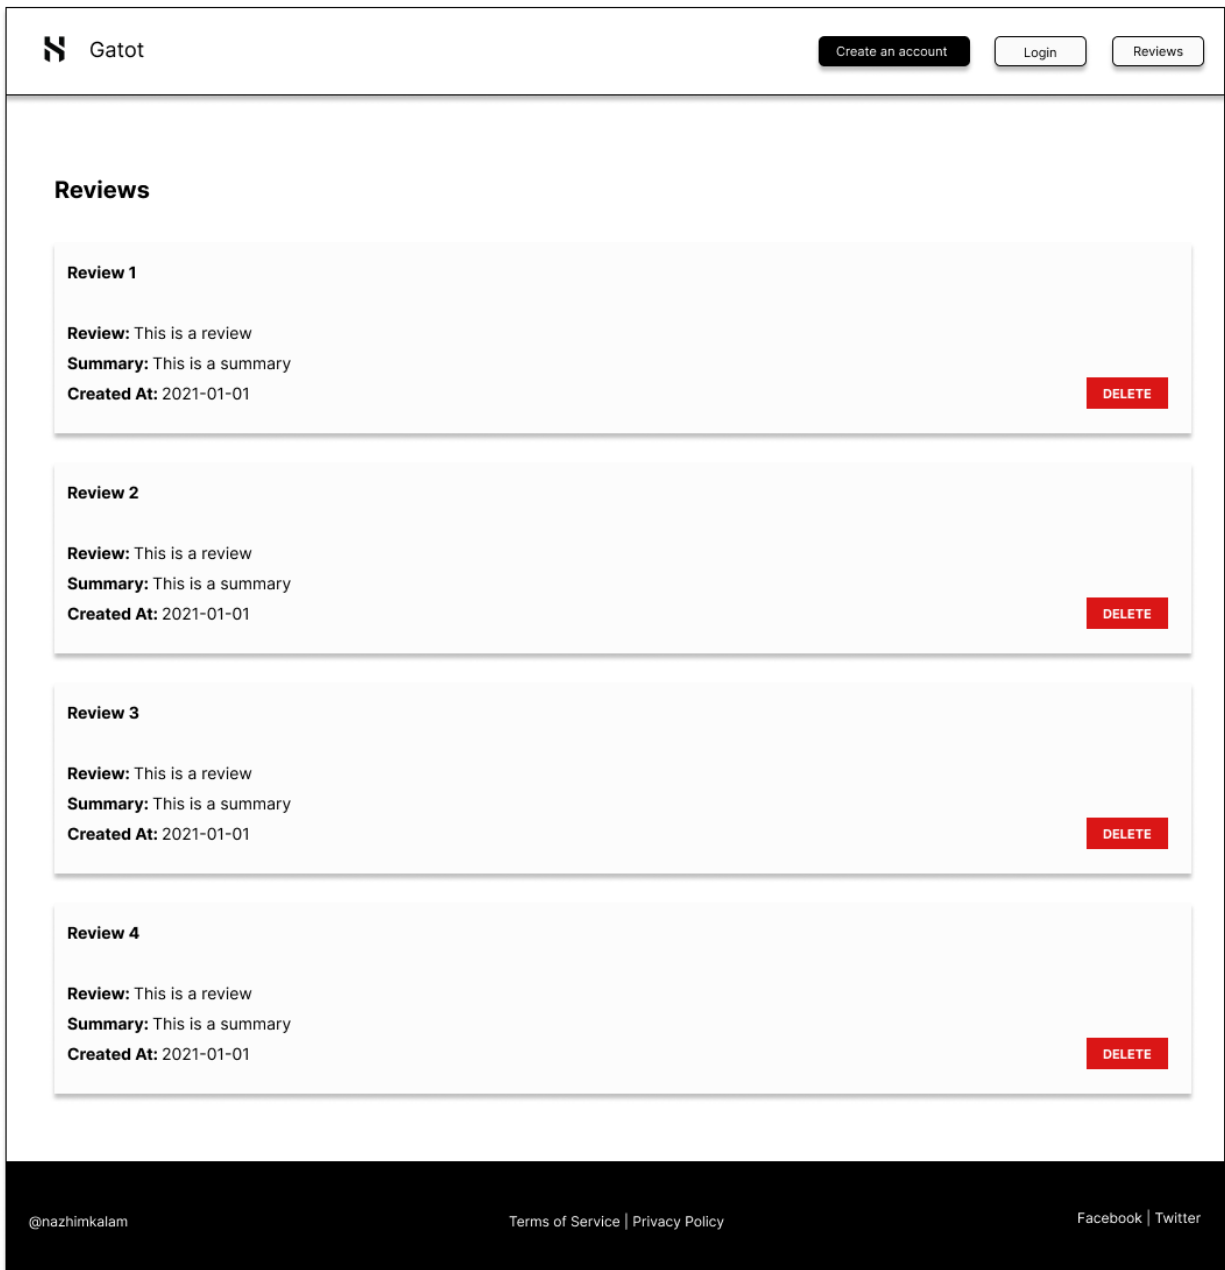 Gatot
Create an account
Login
Reviews
Reviews
Review 1
Review: This is a review
Summary: This is a summary
Created At: 2021-01-01
DELETE
Review 2
Review: This is a review
Summary: This is a summary
Created At: 2021-01-01
DELETE
Review 3
Review: This is a review
Summary: This is a summary
Created At: 2021-01-01
DELETE
Review 4
Review: This is a review
Summary: This is a summary
Created At: 2021-01-01
DELETE
@nazhimkalam
Terms of Service | Privacy Policy
Facebook | Twitter